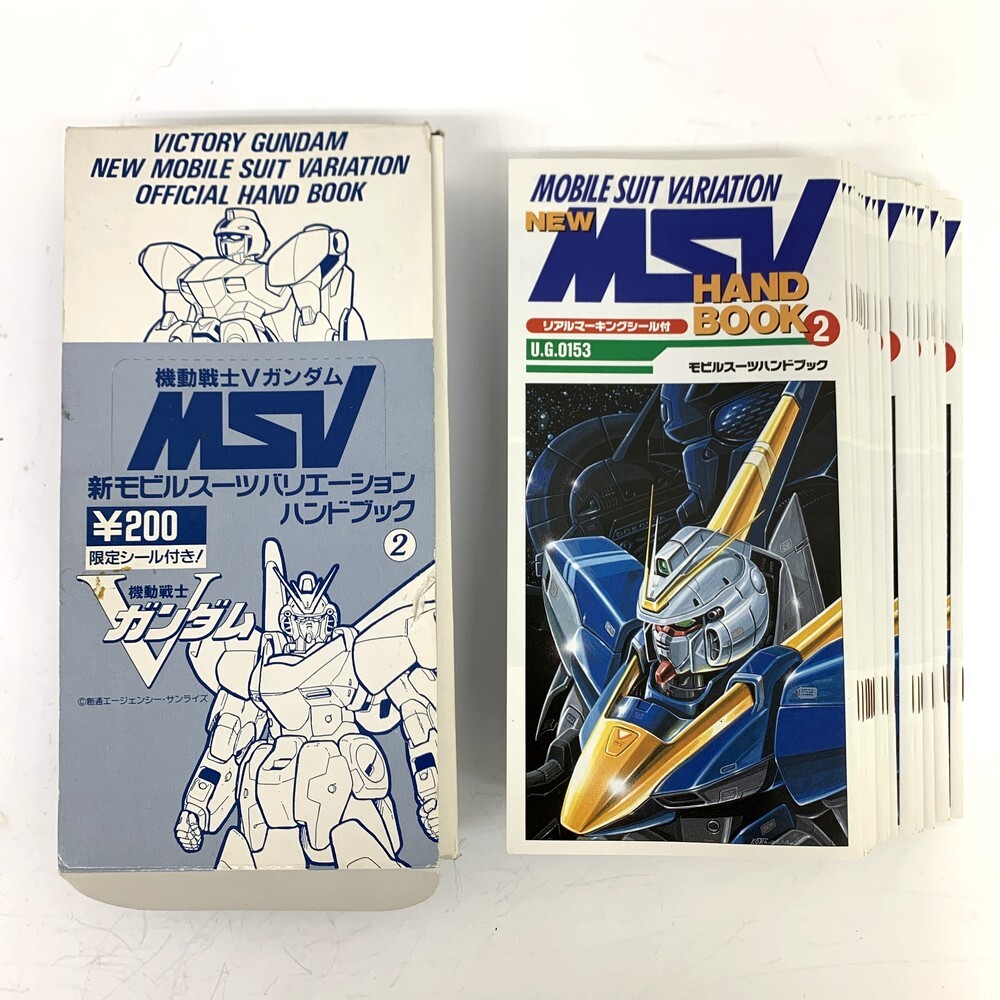 VICTORY GUNDAM
NEW MOBILE SUIT VARIATION
OFFICIAL HAND BOOK
機動戦士Vガンダム
MSV
新モビルスーツバリエーション
ハンドブック
2
¥200
限定シール付き!
機動戦士
Vガンダム
©創通エージェンシー・サンライズ
MOBILE SUIT VARIATION
NEW
MSV
HAND
BOOK 2
リアルマーキングシール付
U.G.0153
モビルスーツハンドブック